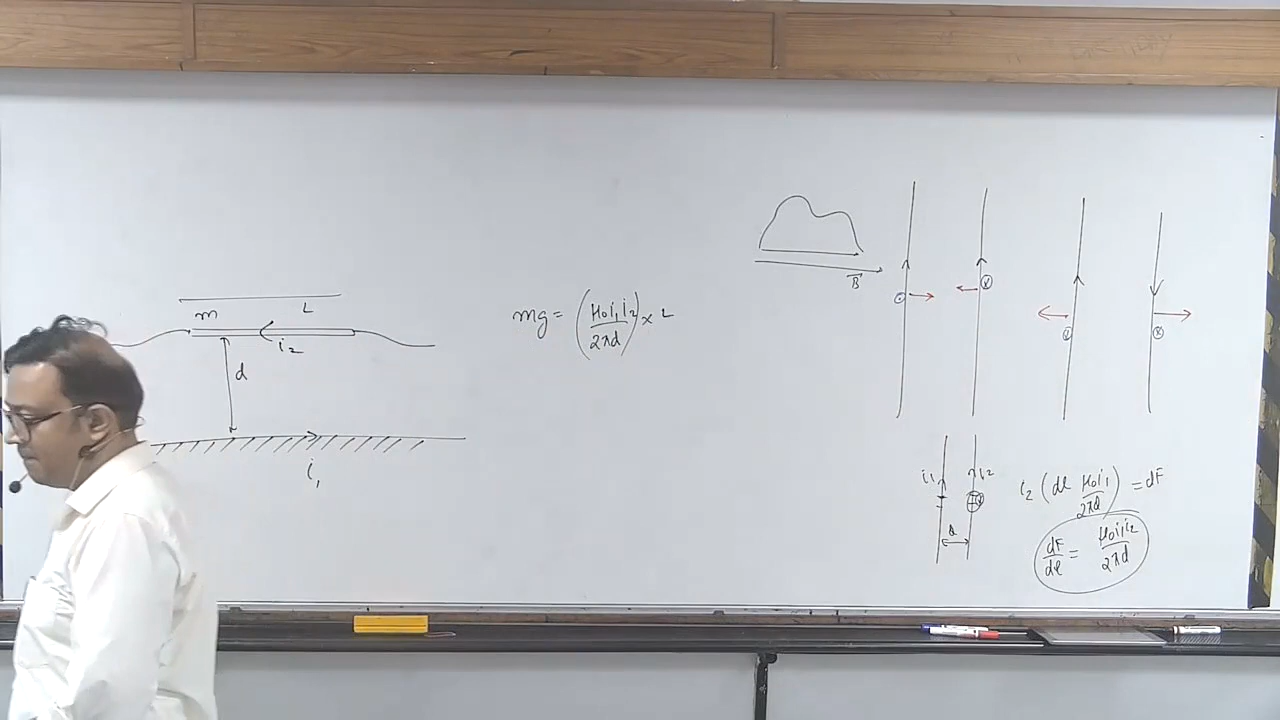 m
L
i₂
d
i₁
mg = (μ₀i₁i₂ / 2πd) × L
B⃗
i₁
i₂
d
i₂ (dl μ₀i₁ / 2πd) = dF
dF/dl = μ₀i₁i₂ / 2πd